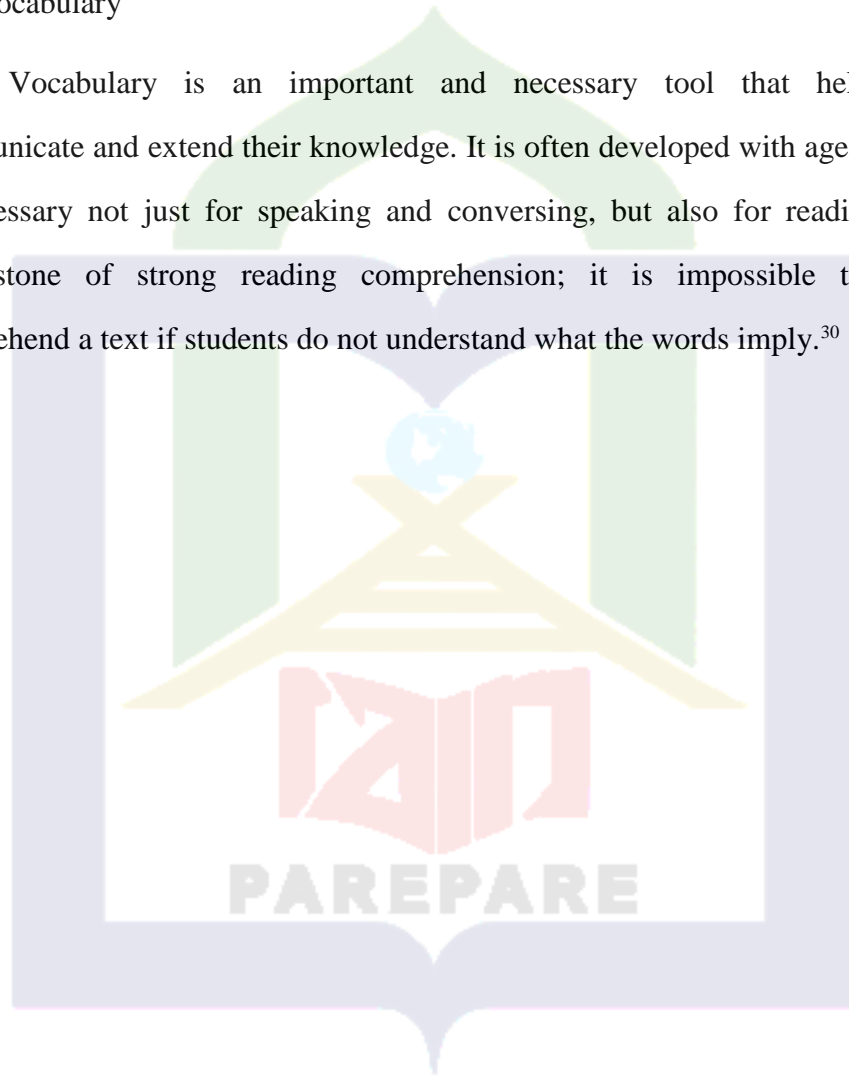 ocabulary
Vocabulary is an important and necessary tool that hel
unicate and extend their knowledge. It is often developed with age
essary not just for speaking and conversing, but also for readi
stone of strong reading comprehension; it is impossible t
ehend a text if students do not understand what the words imply.30
PAREPARE